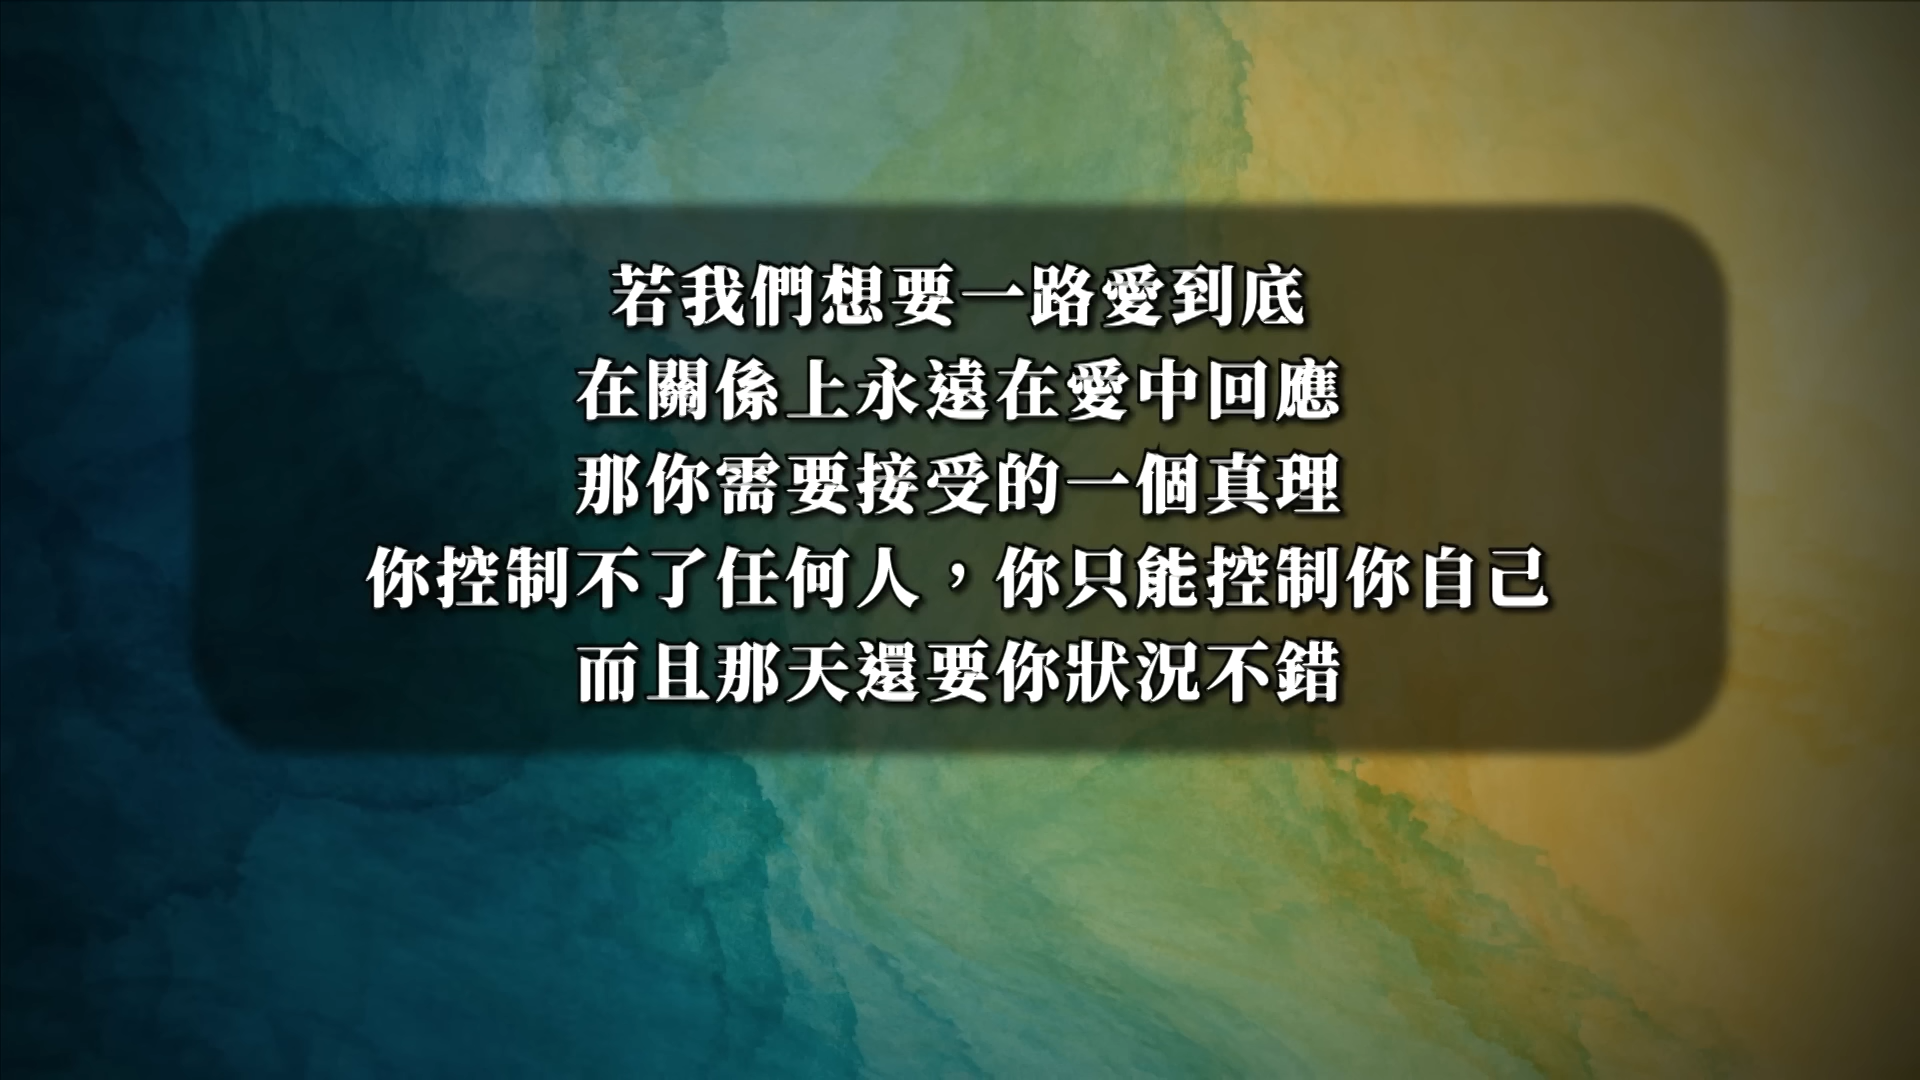 若我們想要一路愛到底
在關係上永遠在愛中回應
那你需要接受的一個真理
你控制不了任何人，你只能控制你自己
而且那天還要你狀況不錯